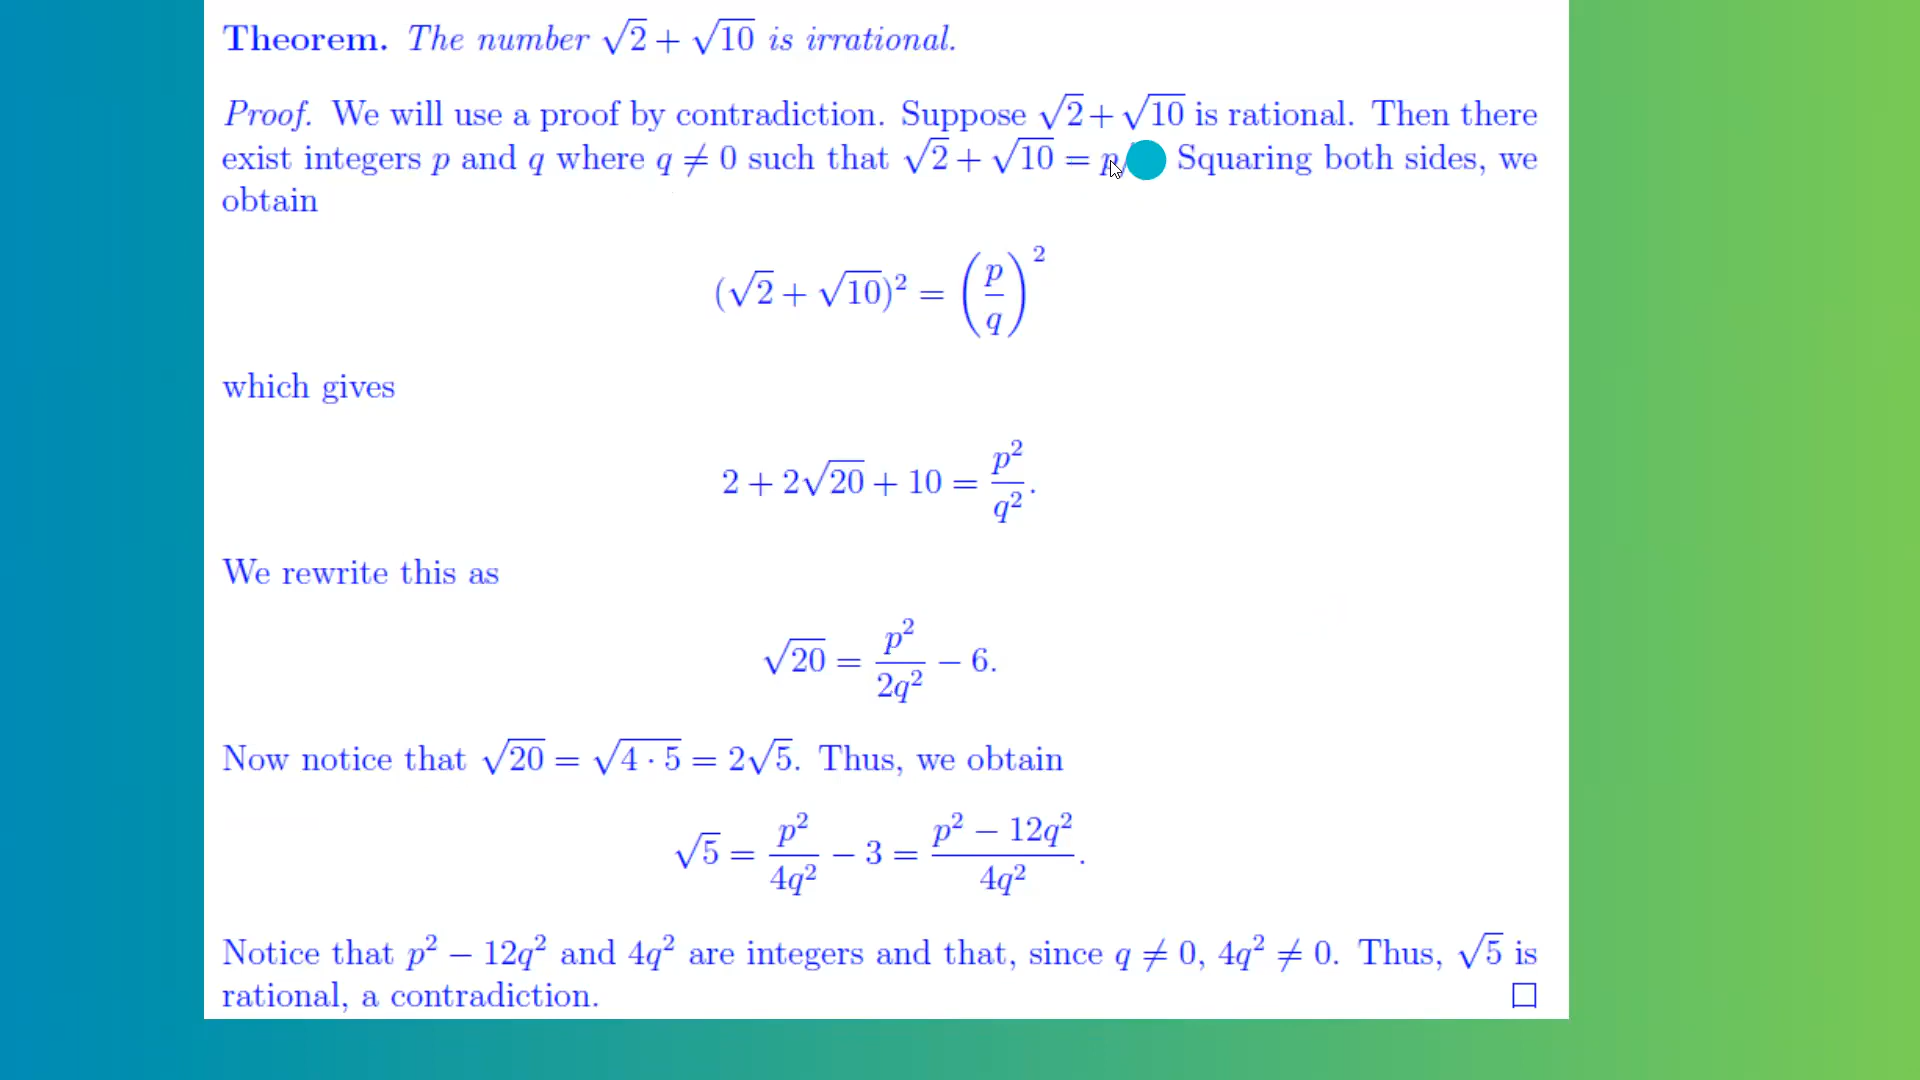 Theorem. The number √2 + √10 is irrational.
Proof. We will use a proof by contradiction. Suppose √2 + √10 is rational. Then there
exist integers p and q where q ≠ 0 such that √2 + √10 = p/ Squaring both sides, we
obtain
(√2 + √10)² = (p/q)²
which gives
2 + 2√20 + 10 = p²/q².
We rewrite this as
√20 = p²/2q² − 6.
Now notice that √20 = √4 · 5 = 2√5. Thus, we obtain
√5 = p²/4q² − 3 = p² − 12q²/4q².
Notice that p² − 12q² and 4q² are integers and that, since q ≠ 0, 4q² ≠ 0. Thus, √5 is
rational, a contradiction. □